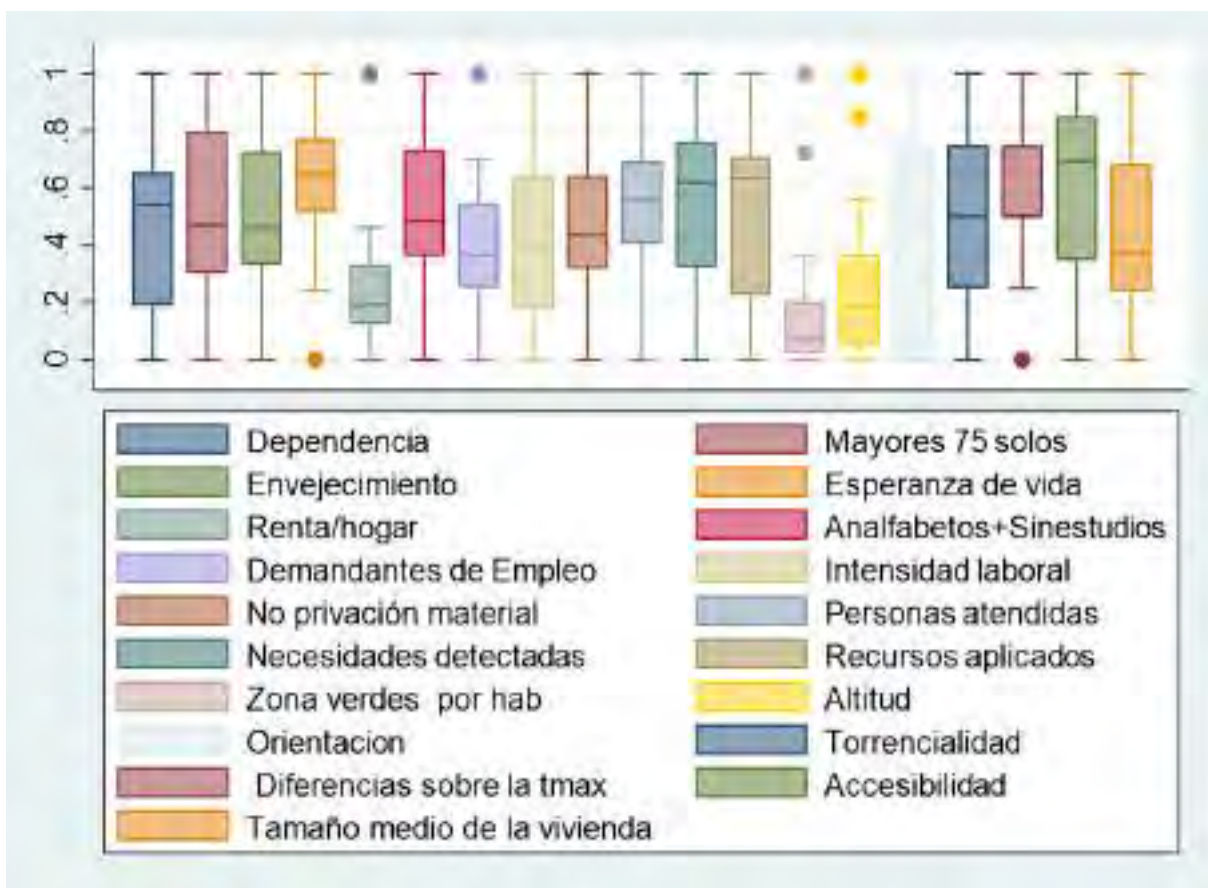 1
.8
.6
.4
.2
0
Dependencia Mayores 75 solos
Envejecimiento Esperanza de vida
Renta/hogar Analfabetos+Sinestudios
Demandantes de Empleo Intensidad laboral
No privación material Personas atendidas
Necesidades detectadas Recursos aplicados
Zona verdes por hab Altitud
Orientacion Torrencialidad
Diferencias sobre la tmax Accesibilidad
Tamaño medio de la vivienda